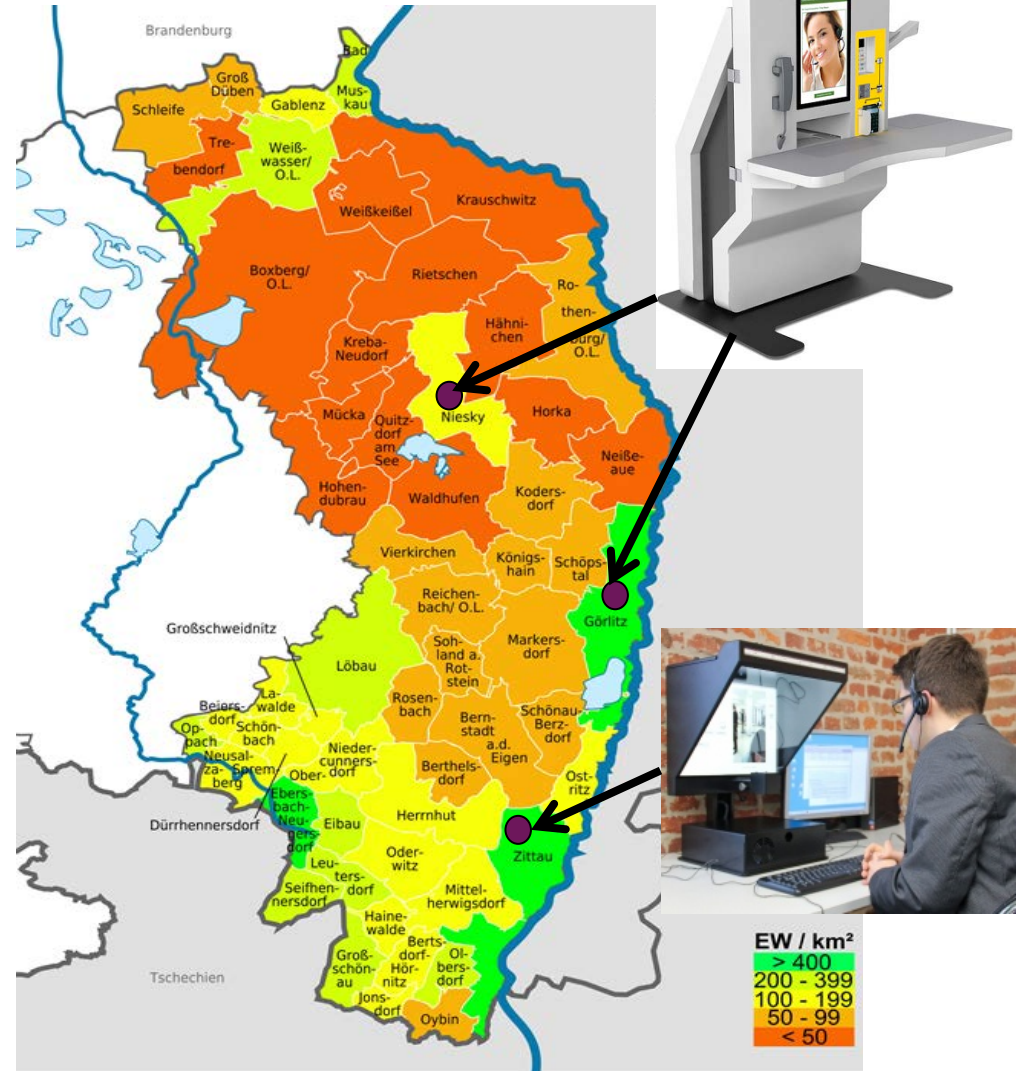 Brandenburg
Bad
Mus-
kau
Groß
Düben
Schleife
Gablenz
Tre-
bendorf
Weiß-
wasser/
O.L.
Weißkeißel
Krauschwitz
Boxberg/
O.L.
Rietschen
Ro-
then-
burg/
O.L.
Hähni-
chen
Kreba-
Neudorf
Niesky
Horka
Mücka
Quitz-
dorf
am
See
Neiße-
aue
Hohen-
dubrau
Waldhufen
Koders-
dorf
Vierkirchen
Königs-
hain
Schöps-
tal
Reichen-
bach/ O.L.
Görlitz
Großschweidnitz
Markers-
dorf
Löbau
Soh-
land a.
Rot-
stein
La-
walde
Rosen-
bach
Schönau-
Berz-
dorf
Beiers-
dorf
Op-
pach
Schön-
bach
Bern-
stadt
a.d.
Eigen
Neusal-
za-
Sprem-
berg
Nieder-
cunners-
dorf
Ober-
Berthels-
dorf
Ost-
ritz
Ebers-
bach-
Neu-
gers-
dorf
Dürrhennersdorf
Eibau
Herrnhut
Zittau
Oder-
witz
Leu-
ters-
dorf
Seifhen-
nersdorf
Mittel-
herwigsdorf
Haine-
walde
Berts-
dorf-
Hör-
nitz
Ol-
bers-
dorf
Groß-
schön-
au
Jons-
dorf
Oybin
Tschechien
EW / km²
> 400
200 - 399
100 - 199
50 - 99
< 50